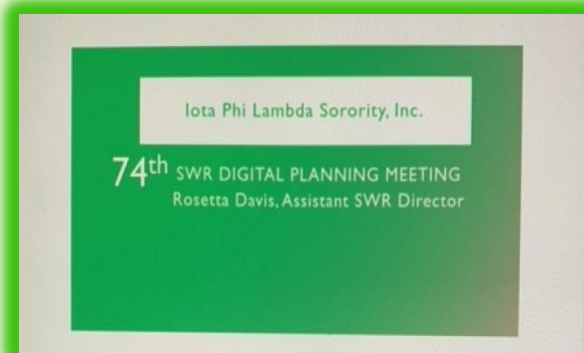 Iota Phi Lambda Sorority, Inc.
74th SWR DIGITAL PLANNING MEETING
Rosetta Davis, Assistant SWR Director